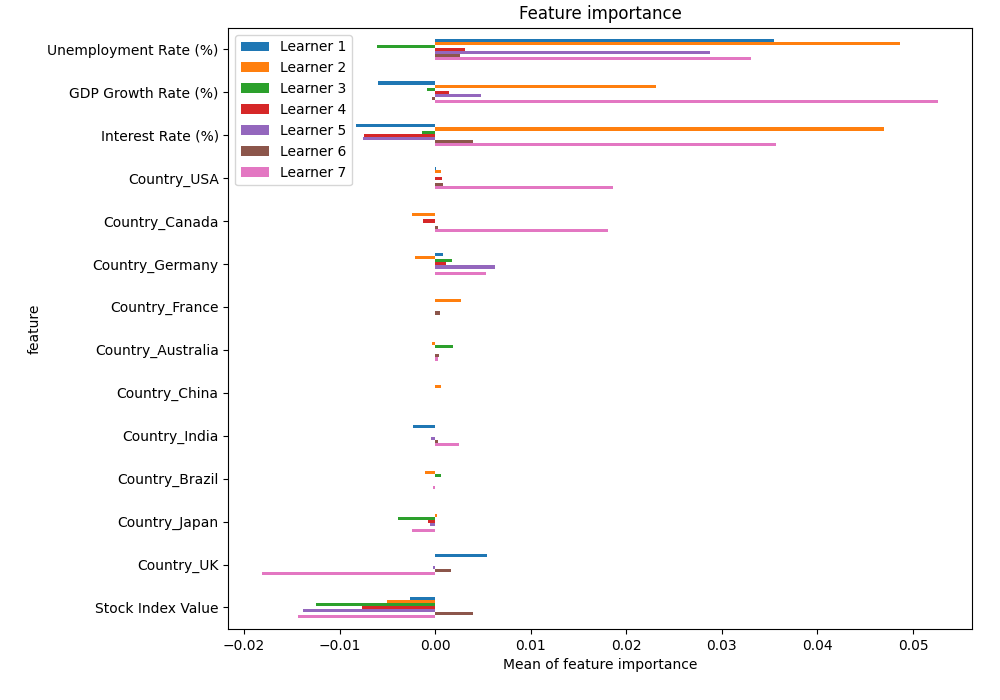 Feature importance
Unemployment Rate (%)
GDP Growth Rate (%)
Interest Rate (%)
Country_USA
Country_Canada
Country_Germany
Country_France
Country_Australia
Country_China
Country_India
Country_Brazil
Country_Japan
Country_UK
Stock Index Value
feature
Learner 1
Learner 2
Learner 3
Learner 4
Learner 5
Learner 6
Learner 7
−0.02 −0.01 0.00 0.01 0.02 0.03 0.04 0.05
Mean of feature importance